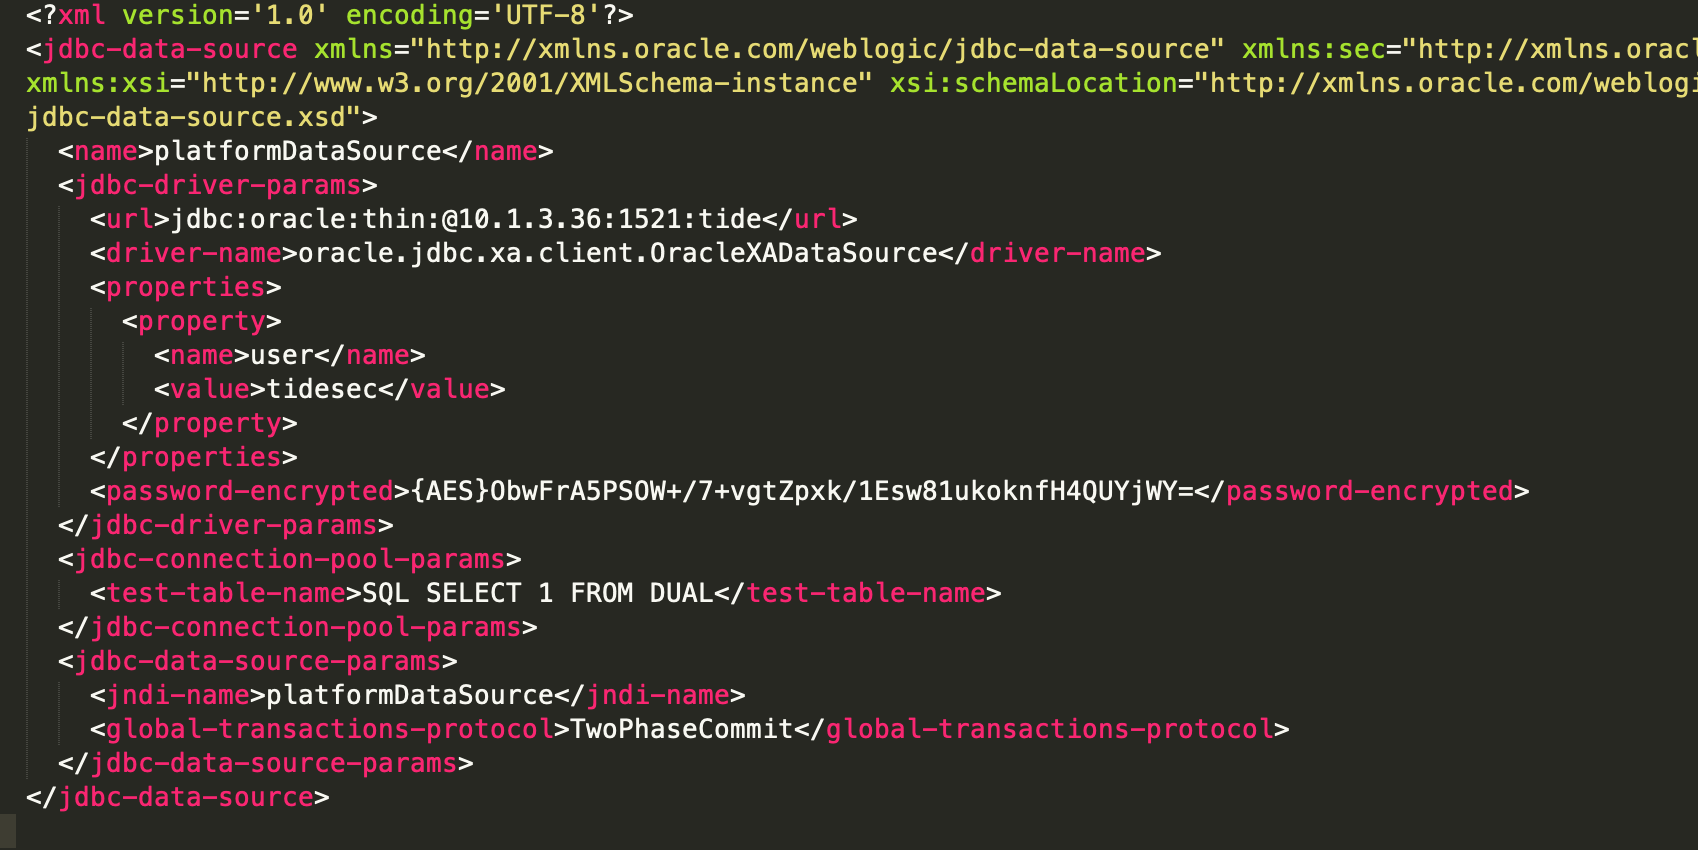 <?xml version='1.0' encoding='UTF-8'?>
<jdbc-data-source xmlns="http://xmlns.oracle.com/weblogic/jdbc-data-source" xmlns:sec="http://xmlns.oracl
xmlns:xsi="http://www.w3.org/2001/XMLSchema-instance" xsi:schemaLocation="http://xmlns.oracle.com/weblogi
jdbc-data-source.xsd">
  <name>platformDataSource</name>
  <jdbc-driver-params>
    <url>jdbc:oracle:thin:@10.1.3.36:1521:tide</url>
    <driver-name>oracle.jdbc.xa.client.OracleXADataSource</driver-name>
    <properties>
      <property>
        <name>user</name>
        <value>tidesec</value>
      </property>
    </properties>
    <password-encrypted>{AES}ObwFrA5PSOW+/7+vgtZpxk/1Esw81ukoknfH4QUYjWY=</password-encrypted>
  </jdbc-driver-params>
  <jdbc-connection-pool-params>
    <test-table-name>SQL SELECT 1 FROM DUAL</test-table-name>
  </jdbc-connection-pool-params>
  <jdbc-data-source-params>
    <jndi-name>platformDataSource</jndi-name>
    <global-transactions-protocol>TwoPhaseCommit</global-transactions-protocol>
  </jdbc-data-source-params>
</jdbc-data-source>